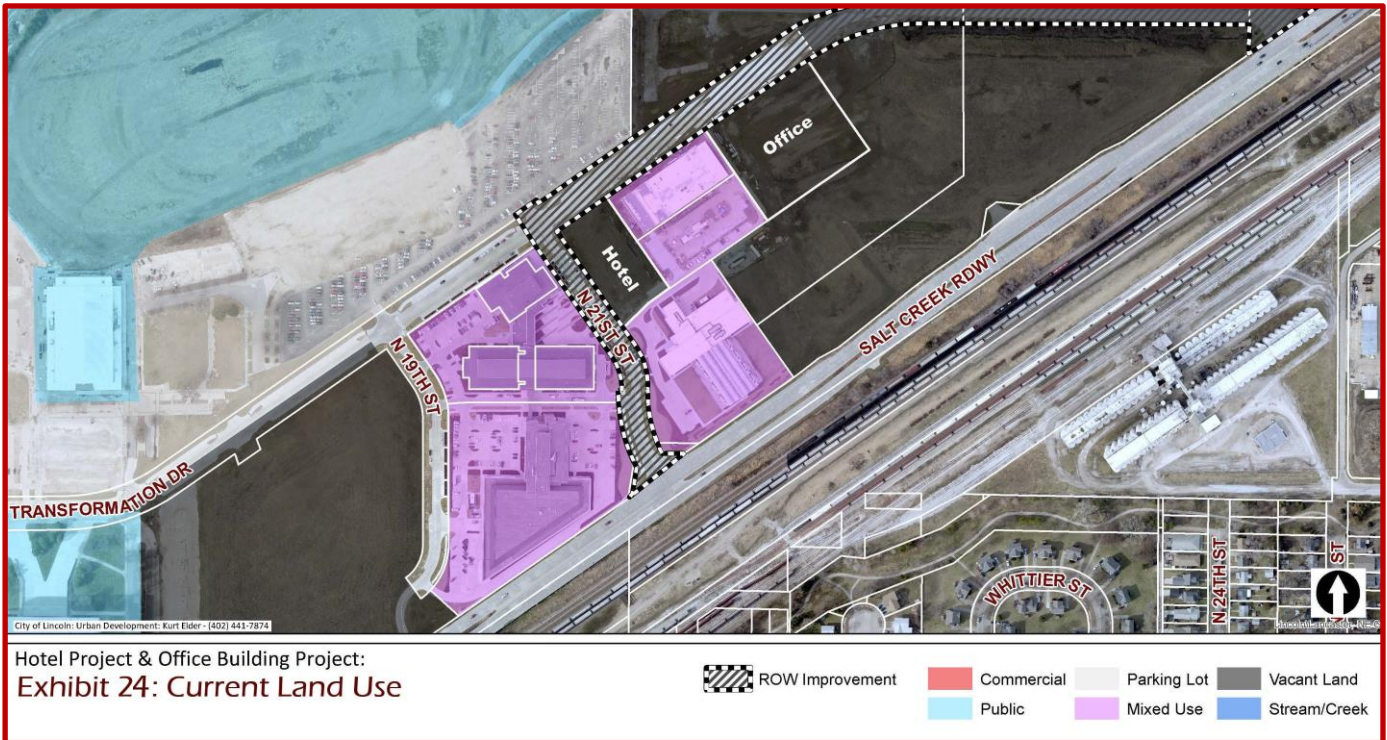 Office
Hotel
N 21ST ST
SALT CREEK RDWY
N 19TH ST
TRANSFORMATION DR
WHITTIER ST
N 24TH ST
ST
City of Lincoln: Urban Development: Kurt Elder - (402) 441-7874
Hotel Project & Office Building Project:
Exhibit 24: Current Land Use
ROW Improvement
Commercial
Parking Lot
Vacant Land
Public
Mixed Use
Stream/Creek